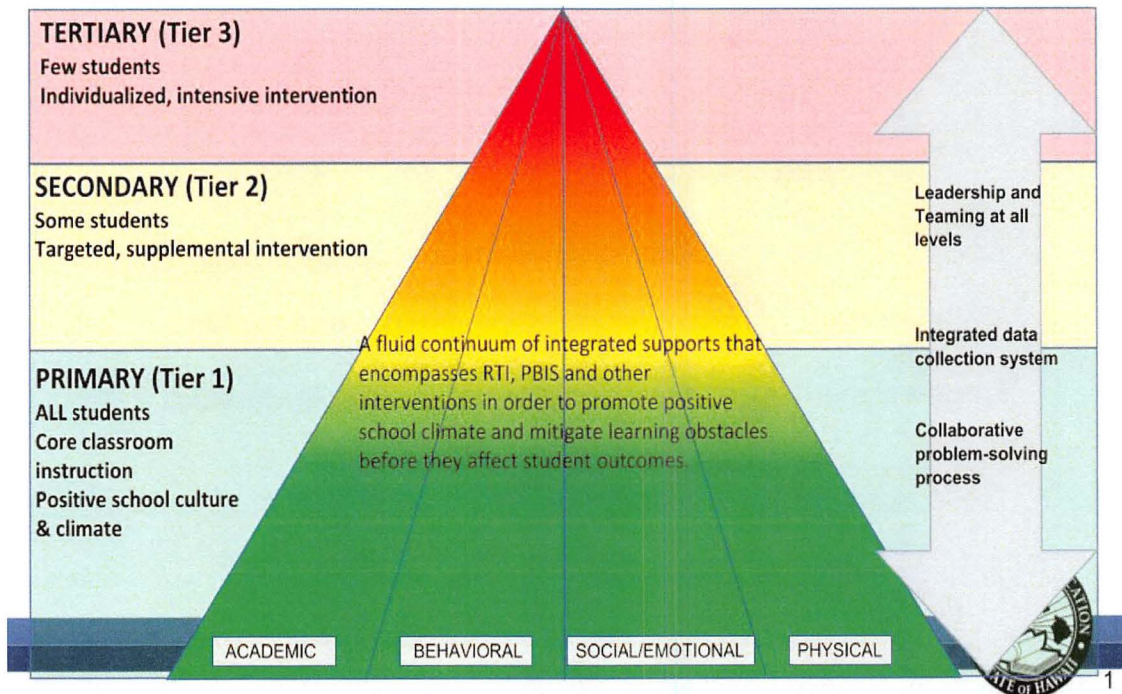 TERTIARY (Tier 3)
Few students
Individualized, intensive intervention
SECONDARY (Tier 2)
Some students
Targeted, supplemental intervention
PRIMARY (Tier 1)
ALL students
Core classroom
instruction
Positive school culture
& climate
A fluid continuum of integrated supports that
encompasses RTI, PBIS and other
interventions in order to promote positive
school climate and mitigate learning obstacles
before they affect student outcomes.
Leadership and
Teaming at all
levels
Integrated data
collection system
Collaborative
problem-solving
process
ACADEMIC
BEHAVIORAL
SOCIAL/EMOTIONAL
PHYSICAL
OF HAWAII
1